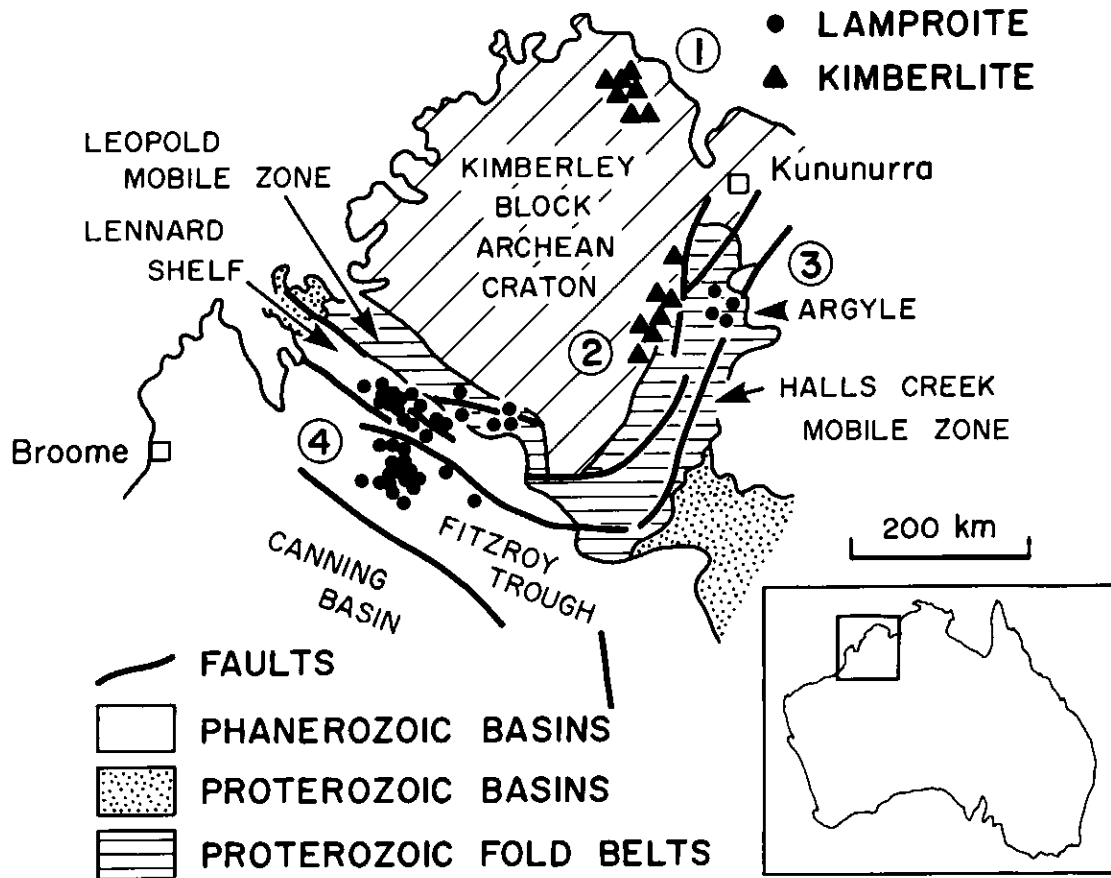 ① ● LAMPROITE
▲ KIMBERLITE
LEOPOLD
MOBILE ZONE
LENNARD
SHELF
KIMBERLEY
BLOCK
ARCHEAN
CRATON
Kununurra
③
ARGYLE
②
HALLS CREEK
MOBILE ZONE
④
Broome
200 km
FITZROY
TROUGH
CANNING
BASIN
FAULTS
PHANEROZOIC BASINS
PROTEROZOIC BASINS
PROTEROZOIC FOLD BELTS